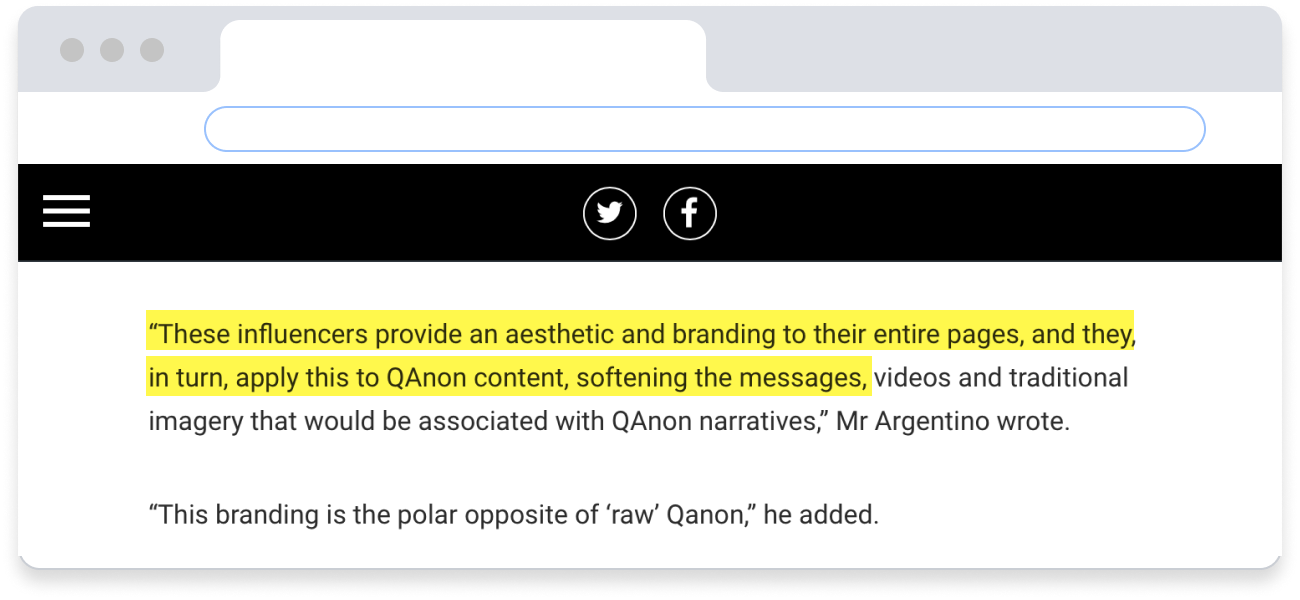 “These influencers provide an aesthetic and branding to their entire pages, and they,
in turn, apply this to QAnon content, softening the messages, videos and traditional
imagery that would be associated with QAnon narratives,” Mr Argentino wrote.
“This branding is the polar opposite of ‘raw’ Qanon,” he added.